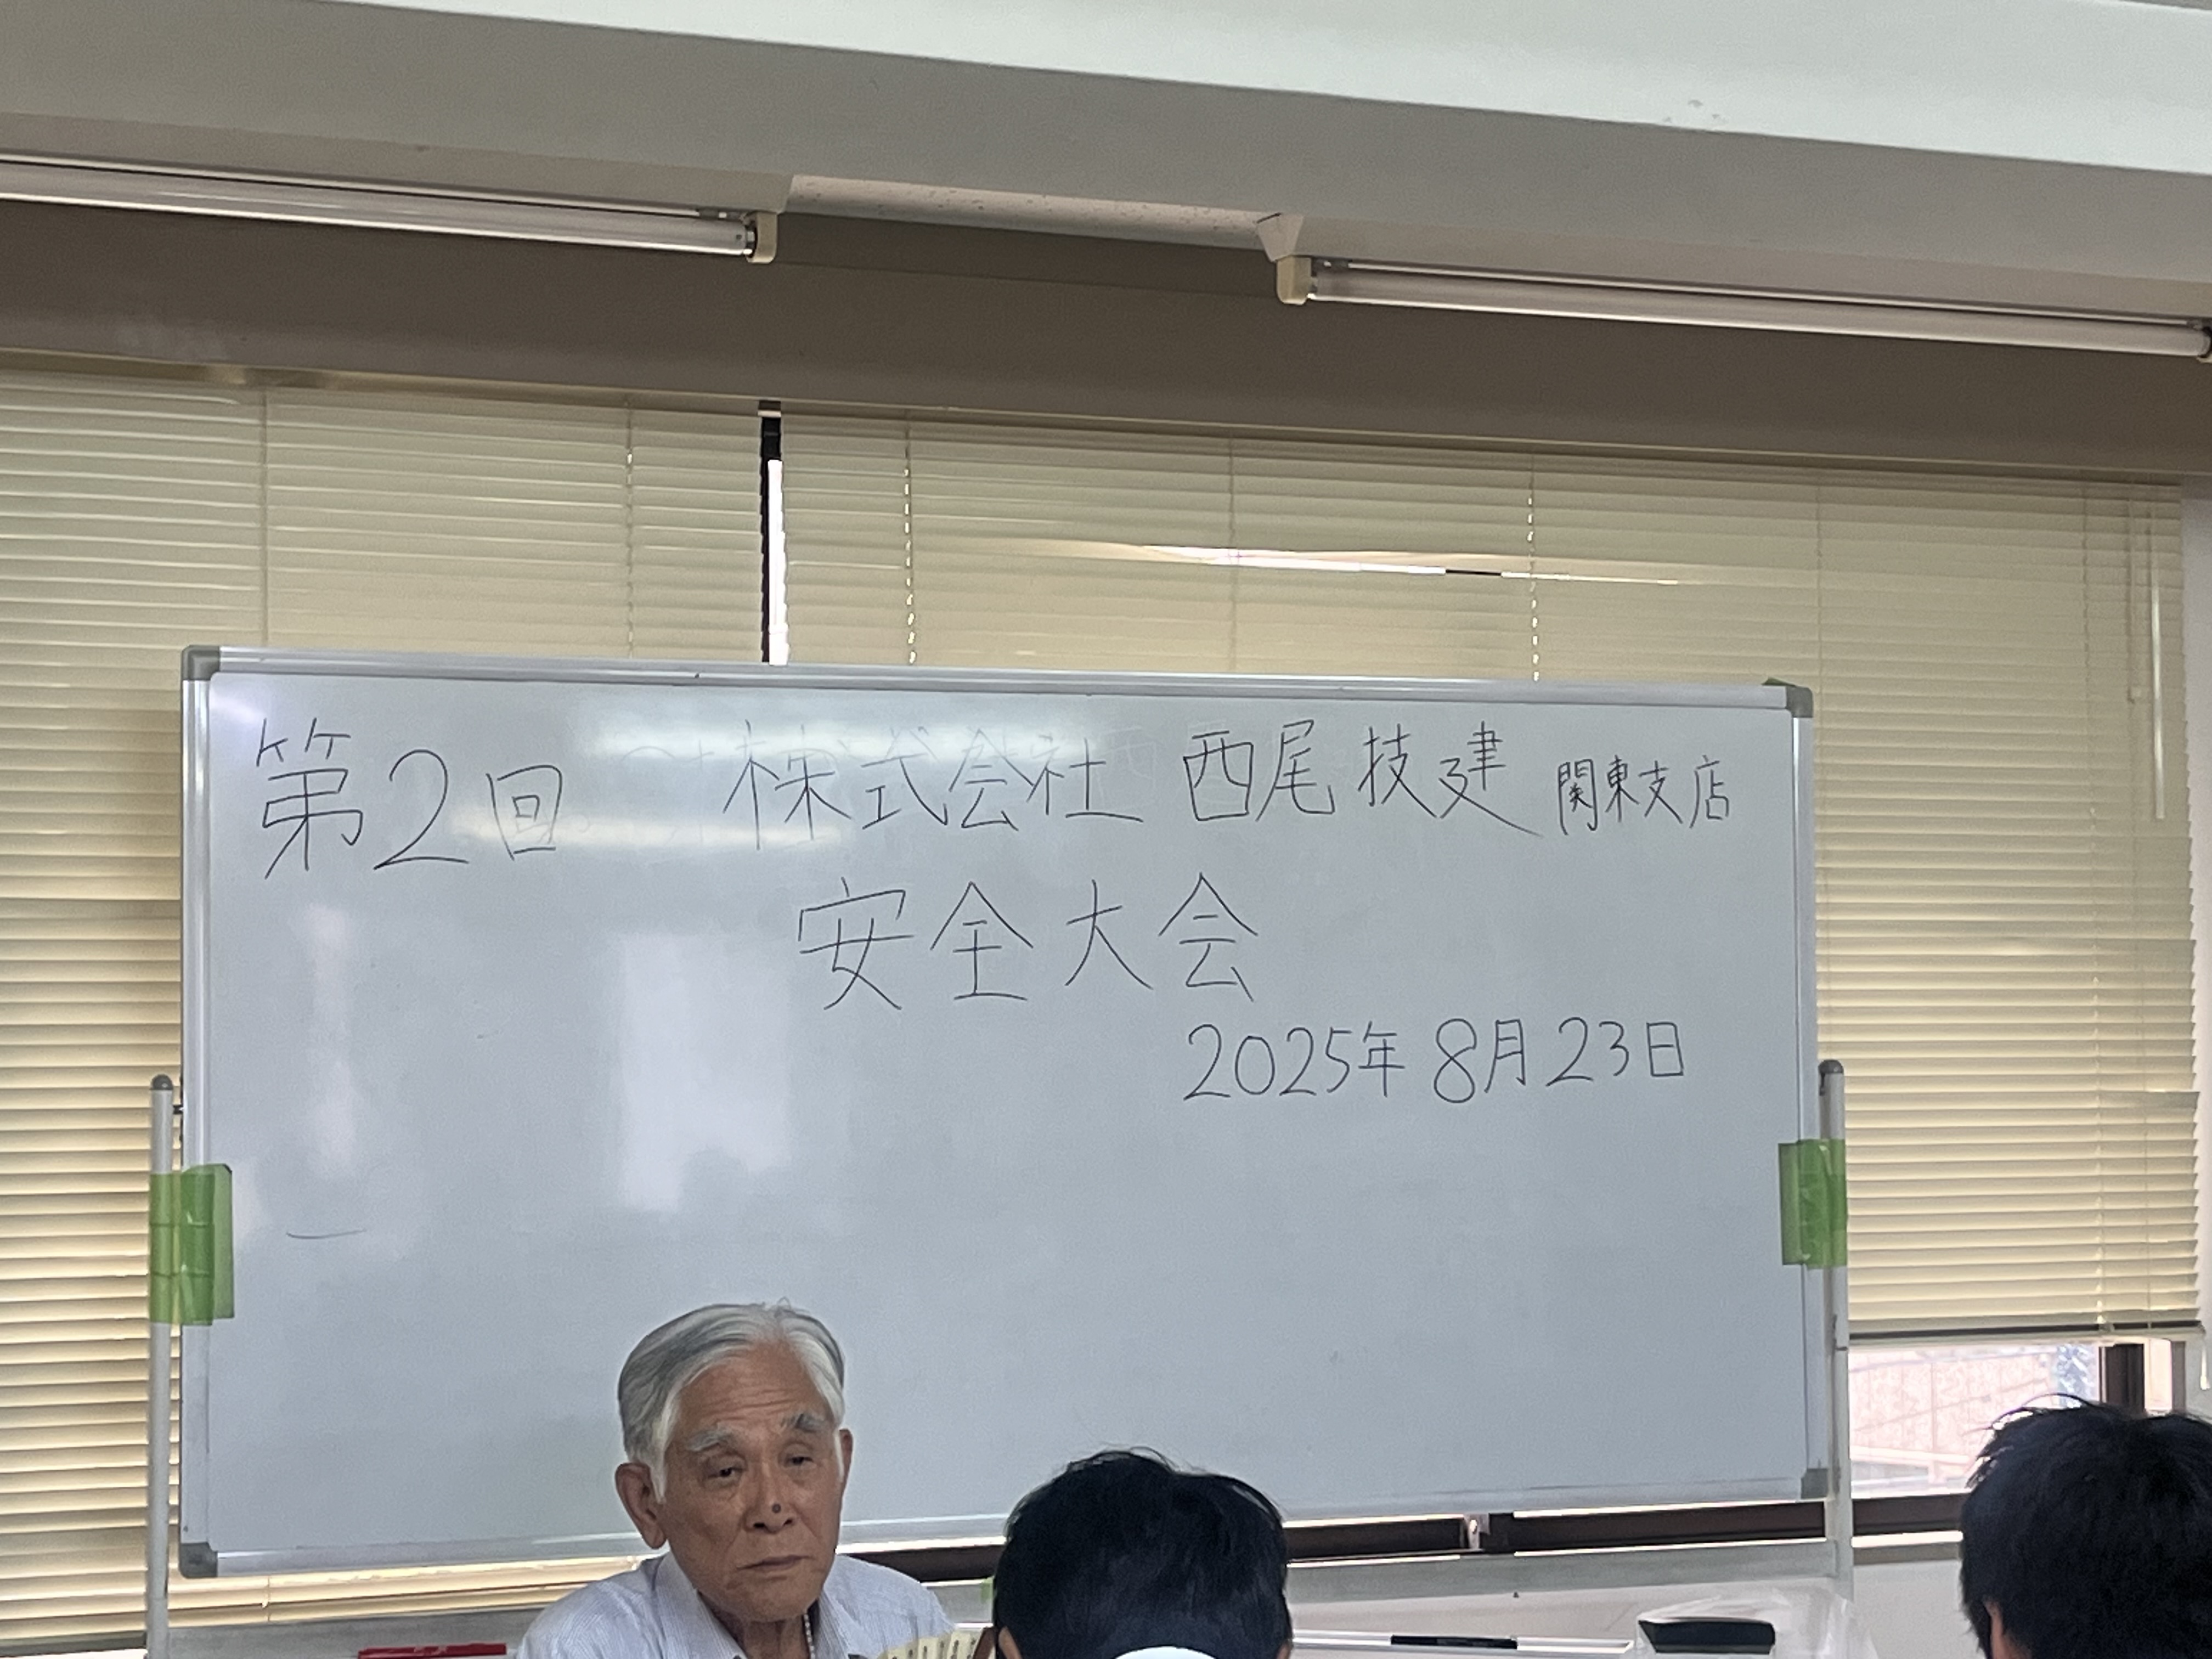 第2回 株式会社 西尾技建 関東支店
安全大会
2025年 8月23日